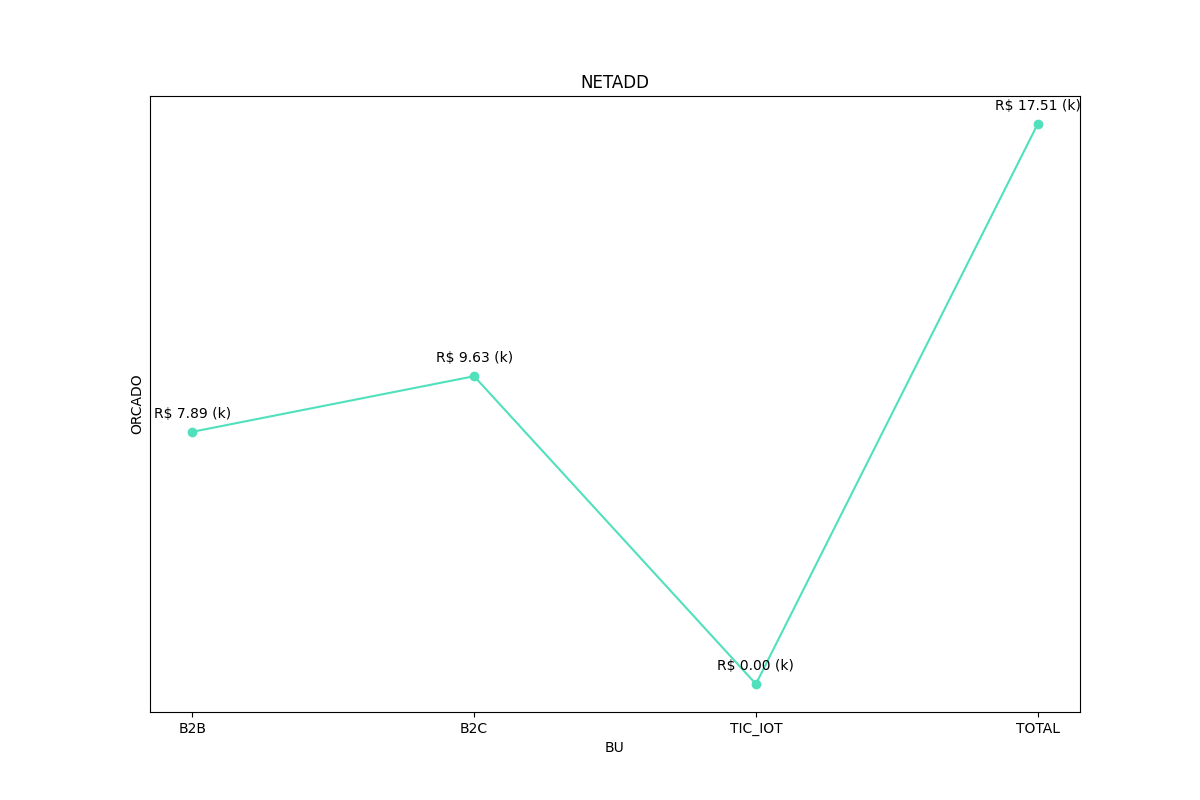 NETADD
R$ 17.51 (k)
R$ 9.63 (k)
R$ 7.89 (k)
R$ 0.00 (k)
ORCADO
B2B
B2C
TIC_IOT
TOTAL
BU